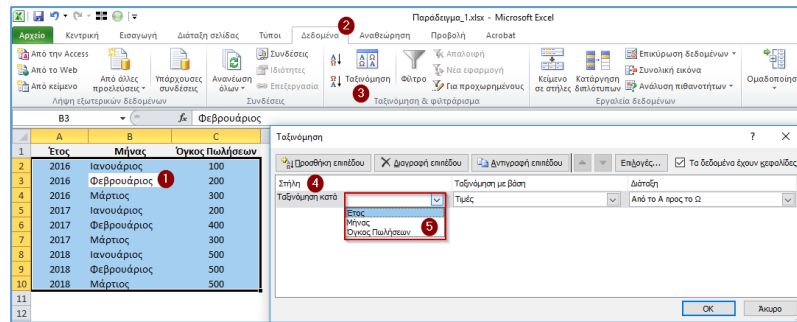 Παράδειγμα_1.xlsx - Microsoft Excel
2
Αρχείο Κεντρική Εισαγωγή Διάταξη σελίδας Τύποι Δεδομένα Αναθεώρηση Προβολή Acrobat
Από την Access
Από το Web
Από κείμενο
Από άλλες προελεύσεις
Υπάρχουσες συνδέσεις
Λήψη εξωτερικών δεδομένων
Ανανέωση όλων
Συνδέσεις
Ιδιότητες
Επεξεργασία
Συνδέσεις
Ταξινόμηση
3
Φίλτρο
Απαλοιφή
Νέα εφαρμογή
Για προχωρημένους
Ταξινόμηση & φιλτράρισμα
Κείμενο σε στήλες
Κατάργηση διπλότυπων
Επικύρωση δεδομένων
Συνολική εικόνα
Ανάλυση πιθανοτήτων
Εργαλεία δεδομένων
Ομαδοποίησ
B3 fx Φεβρουάριος
A B C
1 Έτος Μήνας Όγκος Πωλήσεων
2 2016 Ιανουάριος 100
3 2016 Φεβρουάριος 1 200
4 2016 Μάρτιος 300
5 2017 Ιανουάριος 200
6 2017 Φεβρουάριος 400
7 2017 Μάρτιος 300
8 2018 Ιανουάριος 500
9 2018 Φεβρουάριος 500
10 2018 Μάρτιος 500
11
12
Ταξινόμηση ? ×
Προσθήκη επιπέδου Διαγραφή επιπέδου Αντιγραφή επιπέδου Επιλογές... Τα δεδομένα έχουν κεφαλίδες
Στήλη 4 Ταξινόμηση με βάση Διάταξη
Ταξινόμηση κατά Τιμές Από το Α προς το Ω
Έτος
Μήνας
Όγκος Πωλήσεων
5
OK Άκυρο